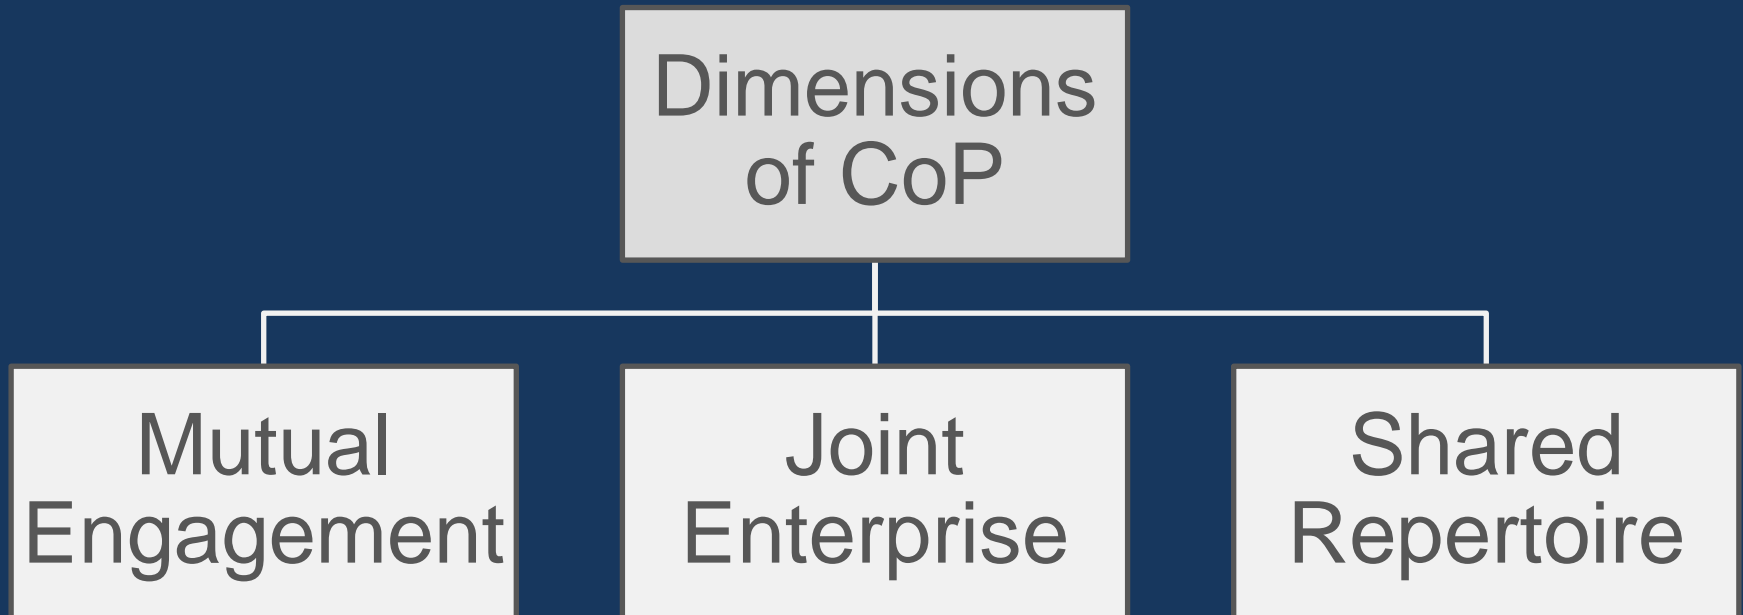 Dimensions
of CoP
Mutual
Engagement
Joint
Enterprise
Shared
Repertoire